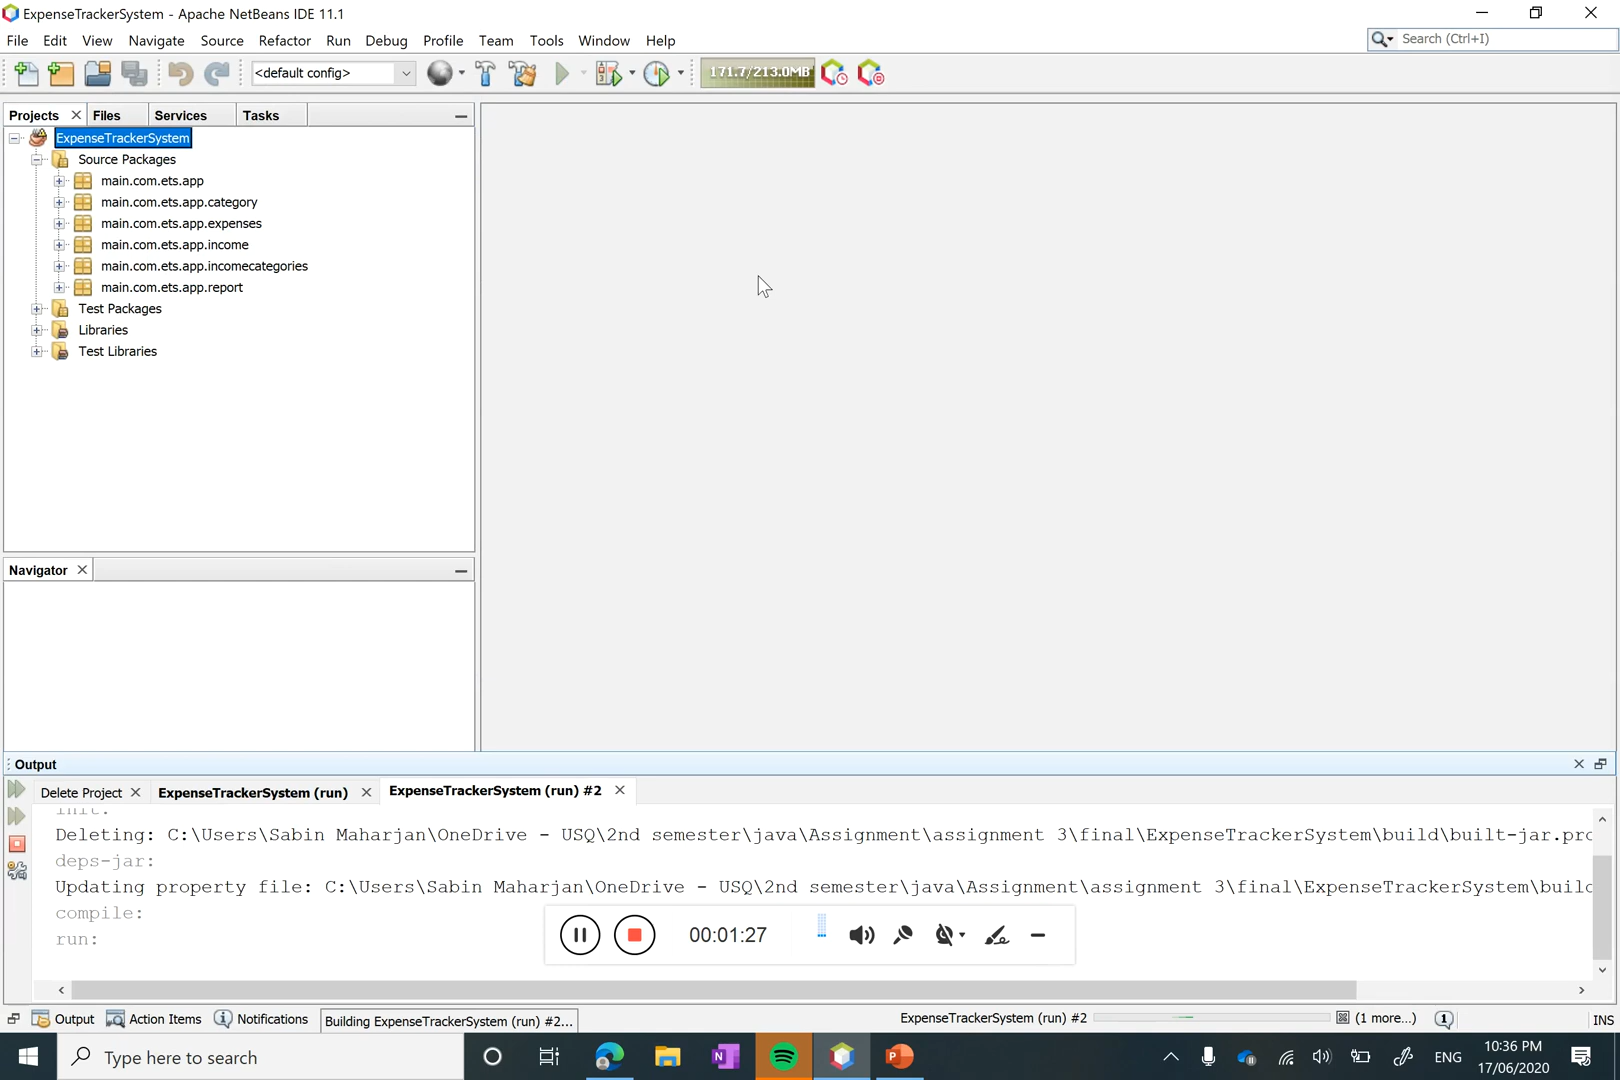 ExpenseTrackerSystem - Apache NetBeans IDE 11.1
File Edit View Navigate Source Refactor Run Debug Profile Team Tools Window Help
Search (Ctrl+I)
<default config>
171.7/213.0MB
Projects Files Services Tasks
ExpenseTrackerSystem
Source Packages
main.com.ets.app
main.com.ets.app.category
main.com.ets.app.expenses
main.com.ets.app.income
main.com.ets.app.incomecategories
main.com.ets.app.report
Test Packages
Libraries
Test Libraries
Navigator
Output
Delete Project ExpenseTrackerSystem (run) ExpenseTrackerSystem (run) #2
init:
Deleting: C:\Users\Sabin Maharjan\OneDrive - USQ\2nd semester\java\Assignment\assignment 3\final\ExpenseTrackerSystem\build\built-jar.pro
deps-jar:
Updating property file: C:\Users\Sabin Maharjan\OneDrive - USQ\2nd semester\java\Assignment\assignment 3\final\ExpenseTrackerSystem\build
compile:
run:
00:01:27
Output Action Items Notifications Building ExpenseTrackerSystem (run) #2... ExpenseTrackerSystem (run) #2 (1 more...) INS
Type here to search
ENG
10:36 PM
17/06/2020